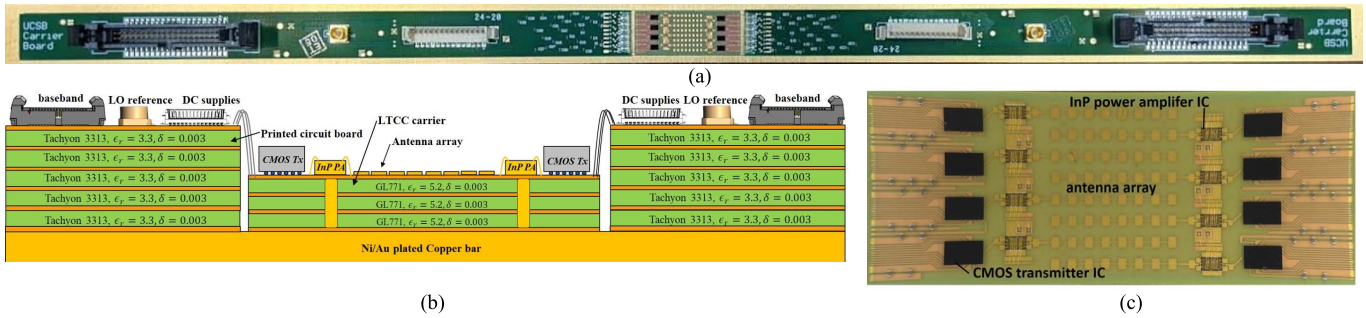 UCSB
Carrier
Board
24-20
24-20
UCSB
Carrier
Board
(a)
baseband
LO reference
DC supplies
DC supplies
LO reference
baseband
Printed circuit board
LTCC carrier
Antenna array
Tachyon 3313, ϵr = 3.3, δ = 0.003
Tachyon 3313, ϵr = 3.3, δ = 0.003
Tachyon 3313, ϵr = 3.3, δ = 0.003
Tachyon 3313, ϵr = 3.3, δ = 0.003
Tachyon 3313, ϵr = 3.3, δ = 0.003
CMOS Tx
InP PA
InP PA
CMOS Tx
GL771, ϵr = 5.2, δ = 0.003
GL771, ϵr = 5.2, δ = 0.003
GL771, ϵr = 5.2, δ = 0.003
Tachyon 3313, ϵr = 3.3, δ = 0.003
Tachyon 3313, ϵr = 3.3, δ = 0.003
Tachyon 3313, ϵr = 3.3, δ = 0.003
Tachyon 3313, ϵr = 3.3, δ = 0.003
Tachyon 3313, ϵr = 3.3, δ = 0.003
Ni/Au plated Copper bar
(b)
InP power amplifer IC
antenna array
CMOS transmitter IC
(c)